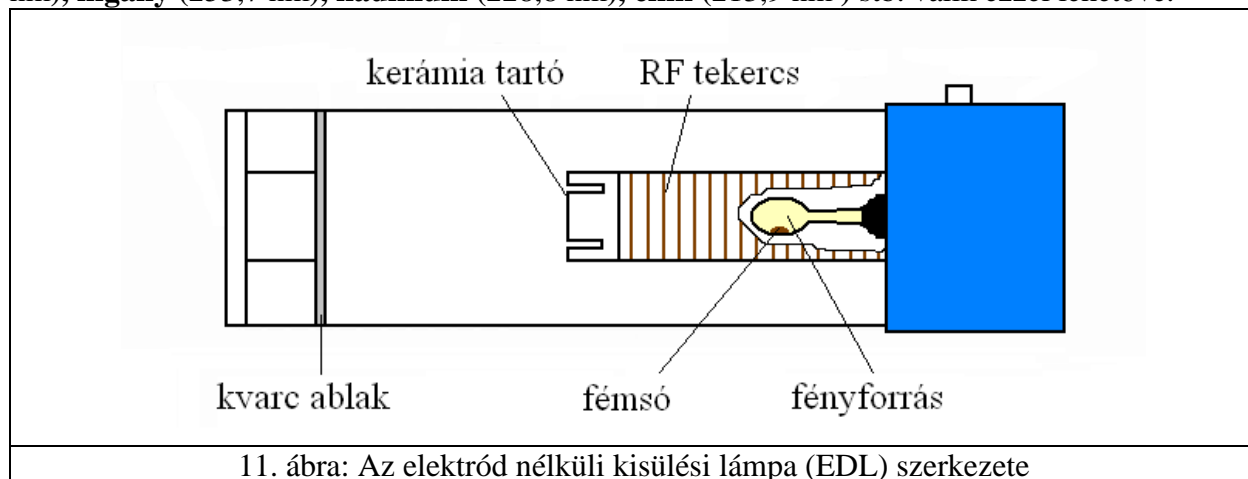 kerámia tartó
RF tekercs
kvarc ablak
fémsó
fényforrás
11. ábra: Az elektród nélküli kisülési lámpa (EDL) szerkezete